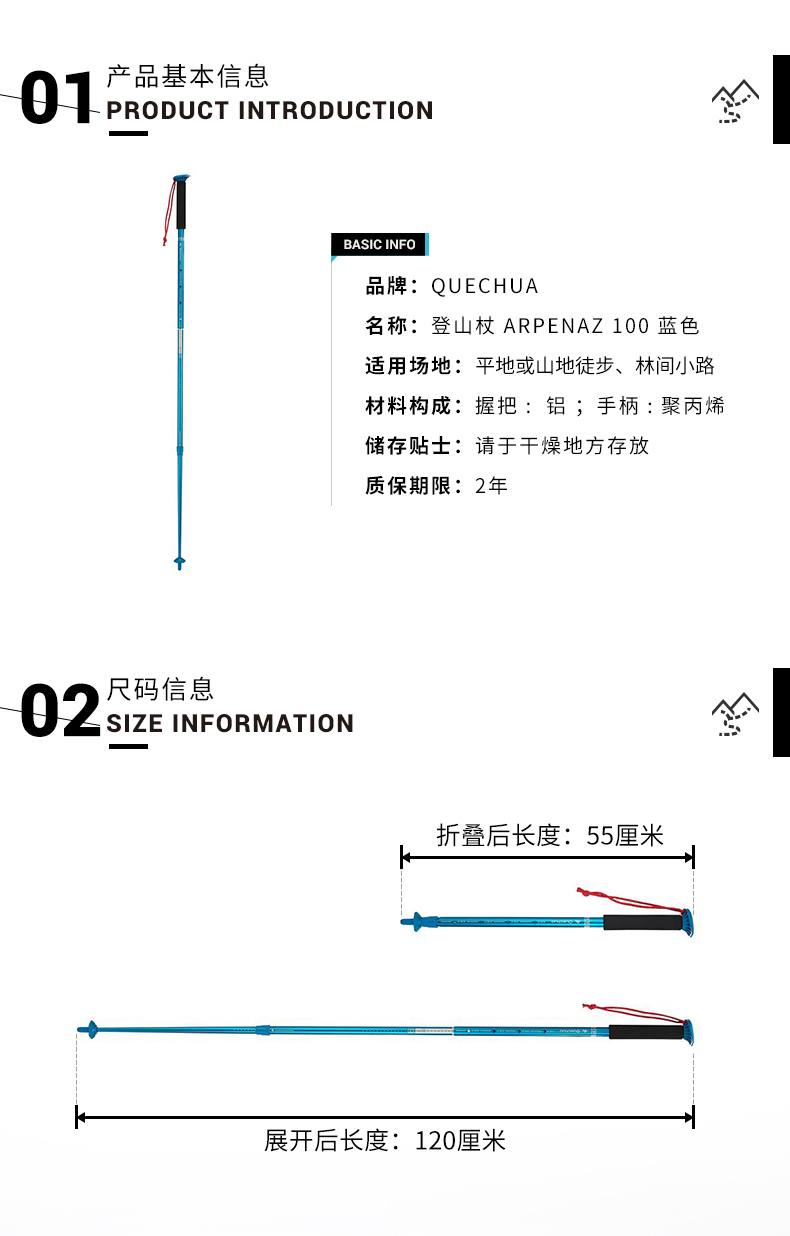 01
产品基本信息
PRODUCT INTRODUCTION
BASIC INFO
品牌：QUECHUA
名称：登山杖 ARPENAZ 100 蓝色
适用场地：平地或山地徒步、林间小路
材料构成：握把： 铝 ；手柄：聚丙烯
储存贴士：请于干燥地方存放
质保期限：2年
02
尺码信息
SIZE INFORMATION
折叠后长度：55厘米
展开后长度：120厘米